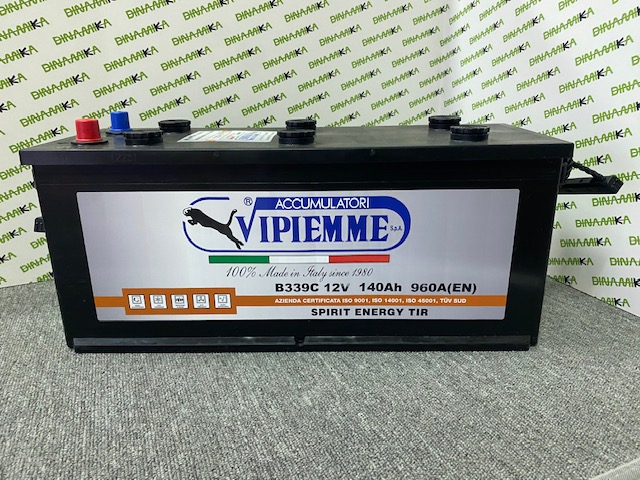 DINAMIKA
ACCUMULATORI
®
VIPIEMME S.p.A.
100% Made in Italy since 1980
B339C 12V 140Ah 960A(EN)
AZIENDA CERTIFICATA ISO 9001, ISO 14001, ISO 45001, TÜV SUD
SPIRIT ENERGY TIR